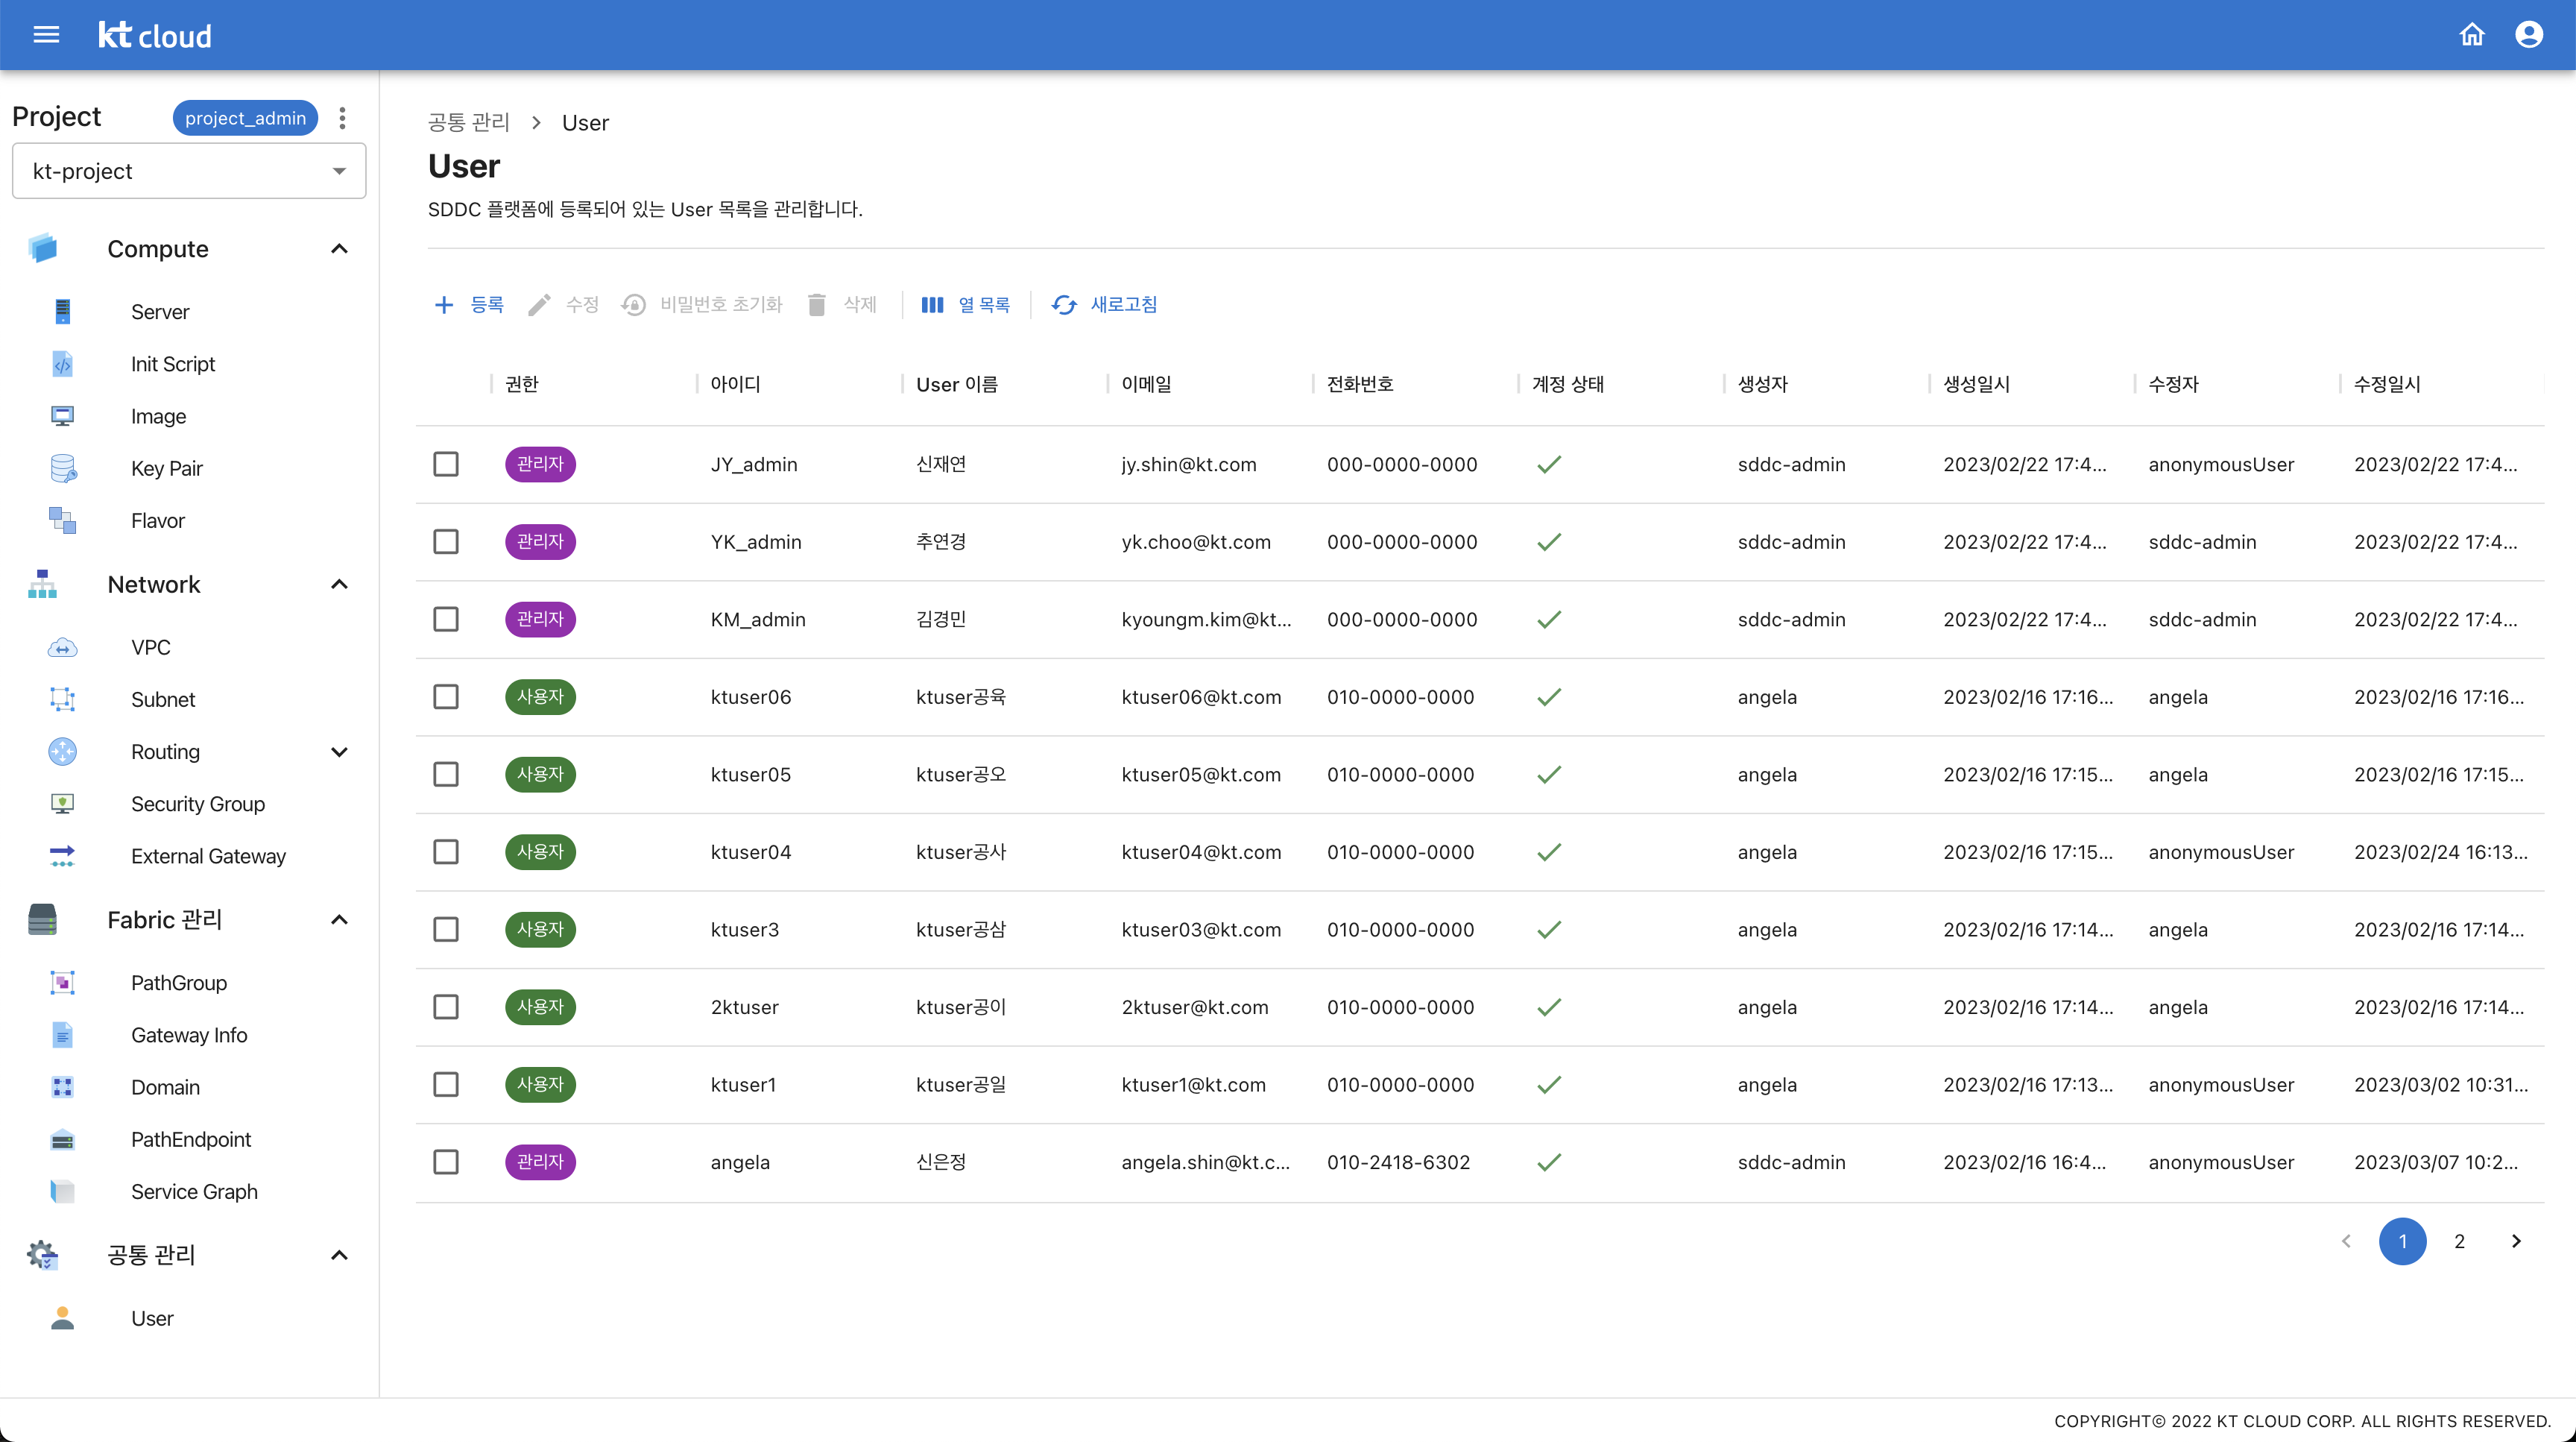 kt cloud
Project
project_admin
kt-project
Compute
Server
Init Script
Image
Key Pair
Flavor
Network
VPC
Subnet
Routing
Security Group
External Gateway
Fabric 관리
PathGroup
Gateway Info
Domain
PathEndpoint
Service Graph
공통 관리
User
공통 관리 > User
User
SDDC 플랫폼에 등록되어 있는 User 목록을 관리합니다.
등록 수정 비밀번호 초기화 삭제 열 목록 새로고침
권한 아이디 User 이름 이메일 전화번호 계정 상태 생성자 생성일시 수정자 수정일시
관리자 JY_admin 신재연 jy.shin@kt.com 000-0000-0000 sddc-admin 2023/02/22 17:4... anonymousUser 2023/02/22 17:4...
관리자 YK_admin 추연경 yk.choo@kt.com 000-0000-0000 sddc-admin 2023/02/22 17:4... sddc-admin 2023/02/22 17:4...
관리자 KM_admin 김경민 kyoungm.kim@kt... 000-0000-0000 sddc-admin 2023/02/22 17:4... sddc-admin 2023/02/22 17:4...
사용자 ktuser06 ktuser공육 ktuser06@kt.com 010-0000-0000 angela 2023/02/16 17:16... angela 2023/02/16 17:16...
사용자 ktuser05 ktuser공오 ktuser05@kt.com 010-0000-0000 angela 2023/02/16 17:15... angela 2023/02/16 17:15...
사용자 ktuser04 ktuser공사 ktuser04@kt.com 010-0000-0000 angela 2023/02/16 17:15... anonymousUser 2023/02/24 16:13...
사용자 ktuser3 ktuser공삼 ktuser03@kt.com 010-0000-0000 angela 2023/02/16 17:14... angela 2023/02/16 17:14...
사용자 2ktuser ktuser공이 2ktuser@kt.com 010-0000-0000 angela 2023/02/16 17:14... angela 2023/02/16 17:14...
사용자 ktuser1 ktuser공일 ktuser1@kt.com 010-0000-0000 angela 2023/02/16 17:13... anonymousUser 2023/03/02 10:31...
관리자 angela 신은정 angela.shin@kt.c... 010-2418-6302 sddc-admin 2023/02/16 16:4... anonymousUser 2023/03/07 10:2...
1 2
COPYRIGHT© 2022 KT CLOUD CORP. ALL RIGHTS RESERVED.